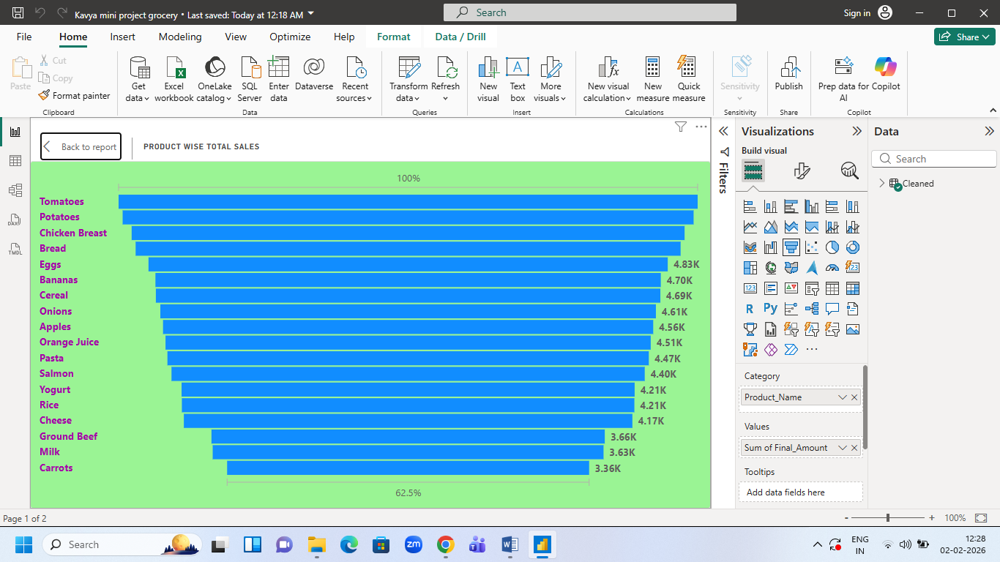 Kavya mini project grocery • Last saved: Today at 12:18 AM
Search
Sign in
File Home Insert Modeling View Optimize Help Format Data / Drill
Share
Paste
Cut
Copy
Format painter
Clipboard
Get data
Excel workbook
OneLake catalog
SQL Server
Enter data
Dataverse
Recent sources
Data
Transform data
Refresh
Queries
New visual
Text box
More visuals
Insert
New visual calculation
New measure
Quick measure
Calculations
Sensitivity
Sensitivity
Publish
Share
Prep data for AI
Copilot
Copilot
Back to report
PRODUCT WISE TOTAL SALES
100%
Tomatoes
Potatoes
Chicken Breast
Bread
Eggs 4.83K
Bananas 4.70K
Cereal 4.69K
Onions 4.61K
Apples 4.56K
Orange Juice 4.51K
Pasta 4.47K
Salmon 4.40K
Yogurt 4.21K
Rice 4.21K
Cheese 4.17K
Ground Beef 3.66K
Milk 3.63K
Carrots 3.36K
62.5%
Filters
Visualizations
Build visual
123
123
R Py
Category
Product_Name
Values
Sum of Final_Amount
Tooltips
Add data fields here
Data
Search
Cleaned
DAX
TMDL
Page 1 of 2
- + 100%
Search
zm
ENG
IN
12:28
02-02-2026